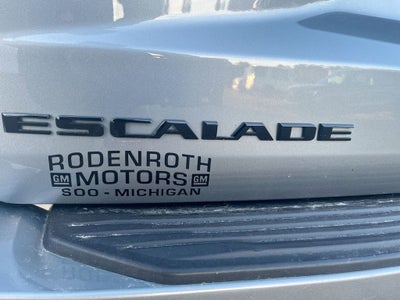 ESCALADE
RODENROTH
GM MOTORS GM
SOO - MICHIGAN